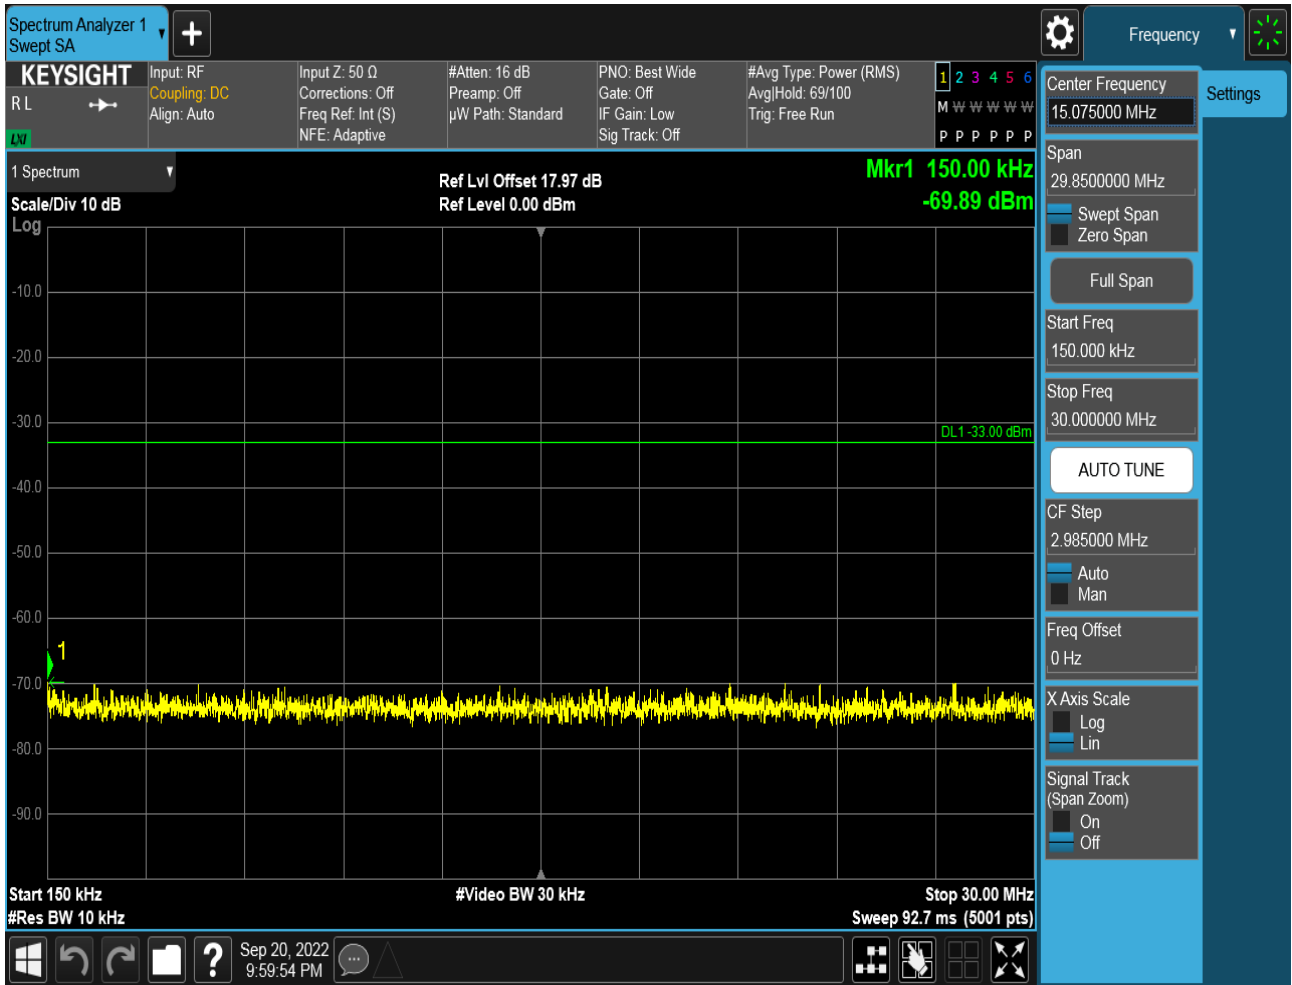 Spectrum Analyzer 1
Swept SA
Frequency
KEYSIGHT
R L
LXI
Input: RF
Coupling: DC
Align: Auto
Input Z: 50 Ω
Corrections: Off
Freq Ref: Int (S)
NFE: Adaptive
#Atten: 16 dB
Preamp: Off
µW Path: Standard
PNO: Best Wide
Gate: Off
IF Gain: Low
Sig Track: Off
#Avg Type: Power (RMS)
Avg|Hold: 69/100
Trig: Free Run
1 2 3 4 5 6
M W W W W W
P P P P P P
1 Spectrum
Scale/Div 10 dB
Log
Ref Lvl Offset 17.97 dB
Ref Level 0.00 dBm
Mkr1 150.00 kHz
-69.89 dBm
-10.0
-20.0
-30.0
DL1 -33.00 dBm
-40.0
-50.0
-60.0
1
-70.0
-80.0
-90.0
Start 150 kHz
#Res BW 10 kHz
#Video BW 30 kHz
Stop 30.00 MHz
Sweep 92.7 ms (5001 pts)
Center Frequency
15.075000 MHz
Settings
Span
29.8500000 MHz
Swept Span
Zero Span
Full Span
Start Freq
150.000 kHz
Stop Freq
30.000000 MHz
AUTO TUNE
CF Step
2.985000 MHz
Auto
Man
Freq Offset
0 Hz
X Axis Scale
Log
Lin
Signal Track
(Span Zoom)
On
Off
?
Sep 20, 2022
9:59:54 PM